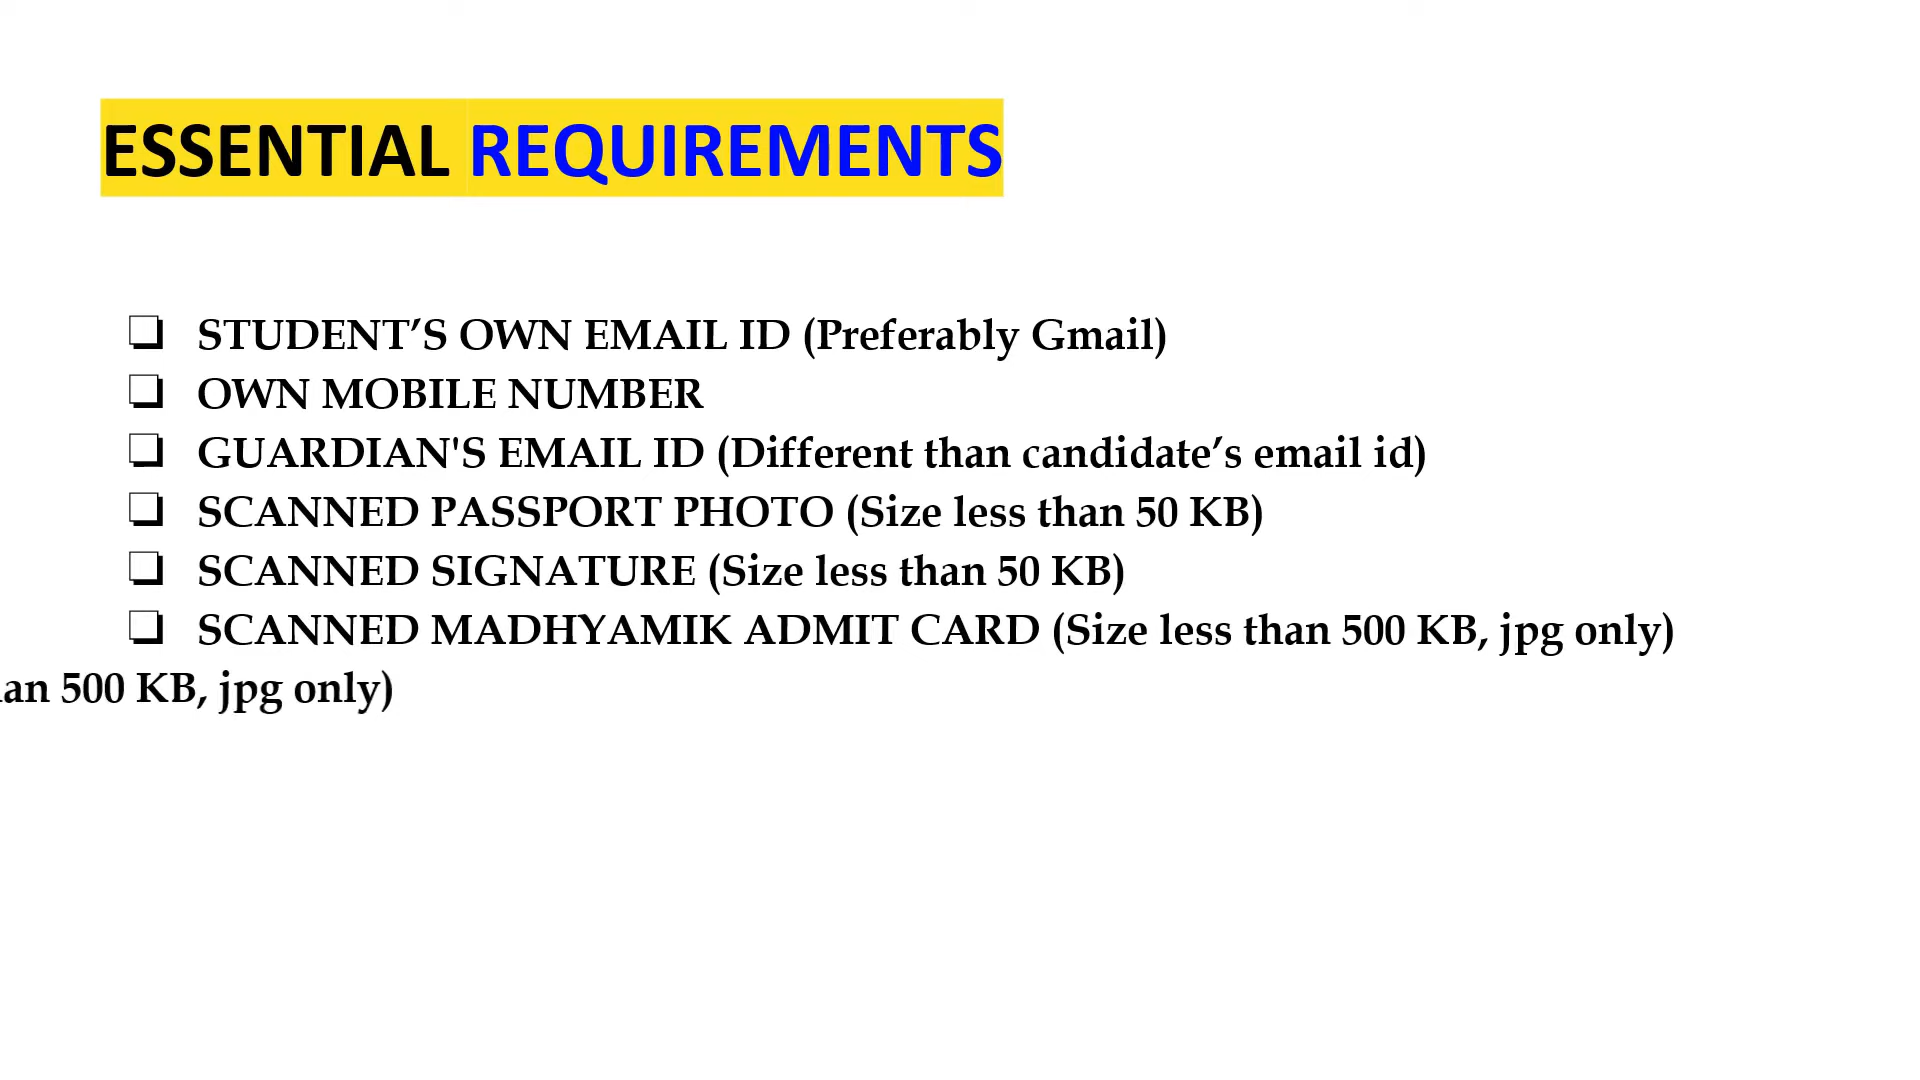 ESSENTIAL REQUIREMENTS
❏ STUDENT’S OWN EMAIL ID (Preferably Gmail)
❏ OWN MOBILE NUMBER
❏ GUARDIAN'S EMAIL ID (Different than candidate’s email id)
❏ SCANNED PASSPORT PHOTO (Size less than 50 KB)
❏ SCANNED SIGNATURE (Size less than 50 KB)
❏ SCANNED MADHYAMIK ADMIT CARD (Size less than 500 KB, jpg only)
500 KB, jpg only)